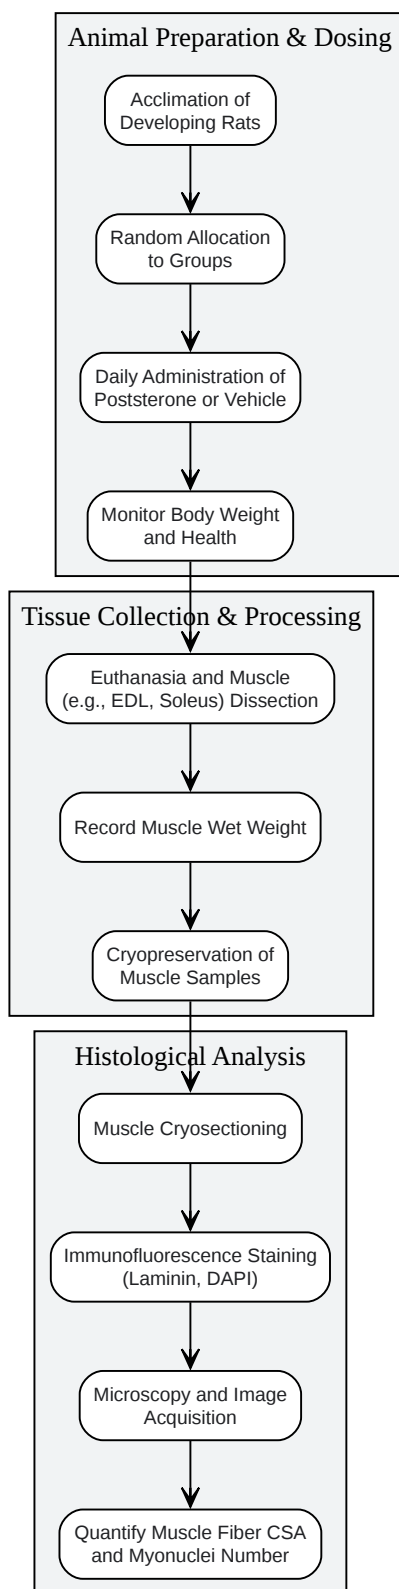 Animal Preparation & Dosing
Acclimation of
Developing Rats
Random Allocation
to Groups
Daily Administration of
Poststerone or Vehicle
Monitor Body Weight
and Health
Tissue Collection & Processing
Euthanasia and Muscle
(e.g., EDL, Soleus) Dissection
Record Muscle Wet Weight
Cryopreservation of
Muscle Samples
Histological Analysis
Muscle Cryosectioning
Immunofluorescence Staining
(Laminin, DAPI)
Microscopy and Image
Acquisition
Quantify Muscle Fiber CSA
and Myonuclei Number